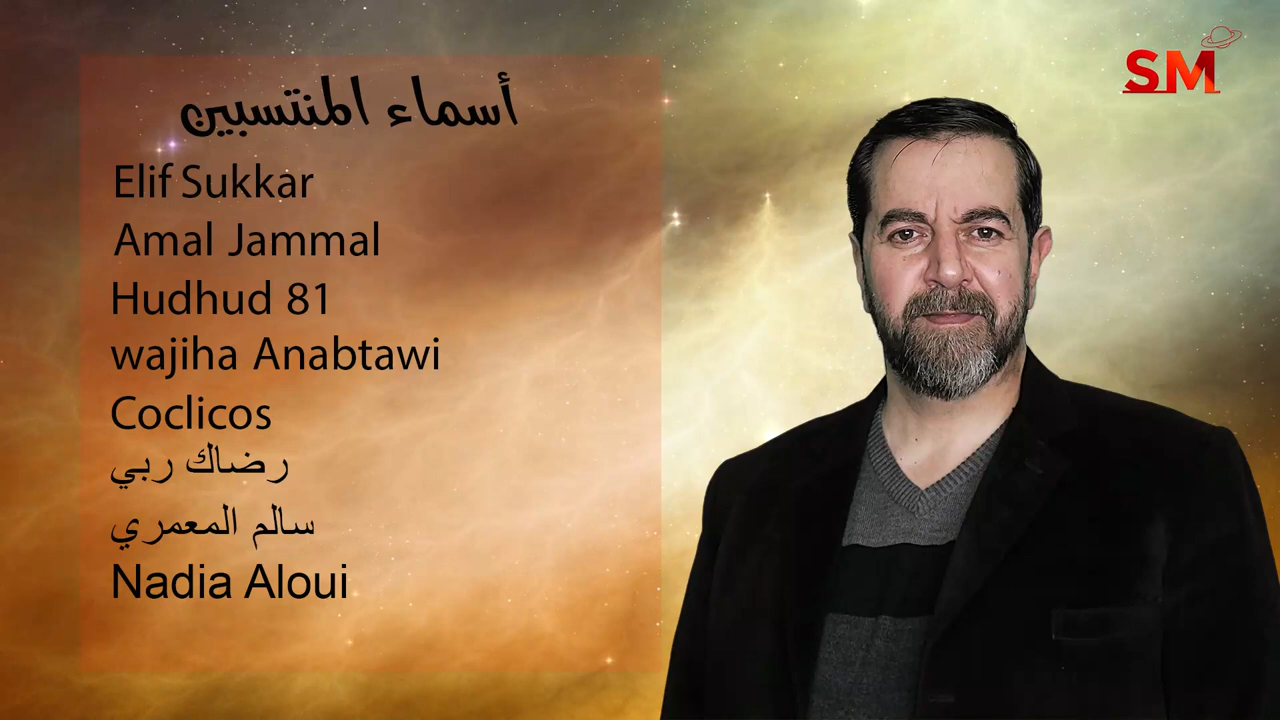 أسماء المنتسبين
Elif Sukkar
Amal Jammal
Hudhud 81
wajiha Anabtawi
Coclicos
رضاك ربي
سالم المعمري
Nadia Aloui
SM